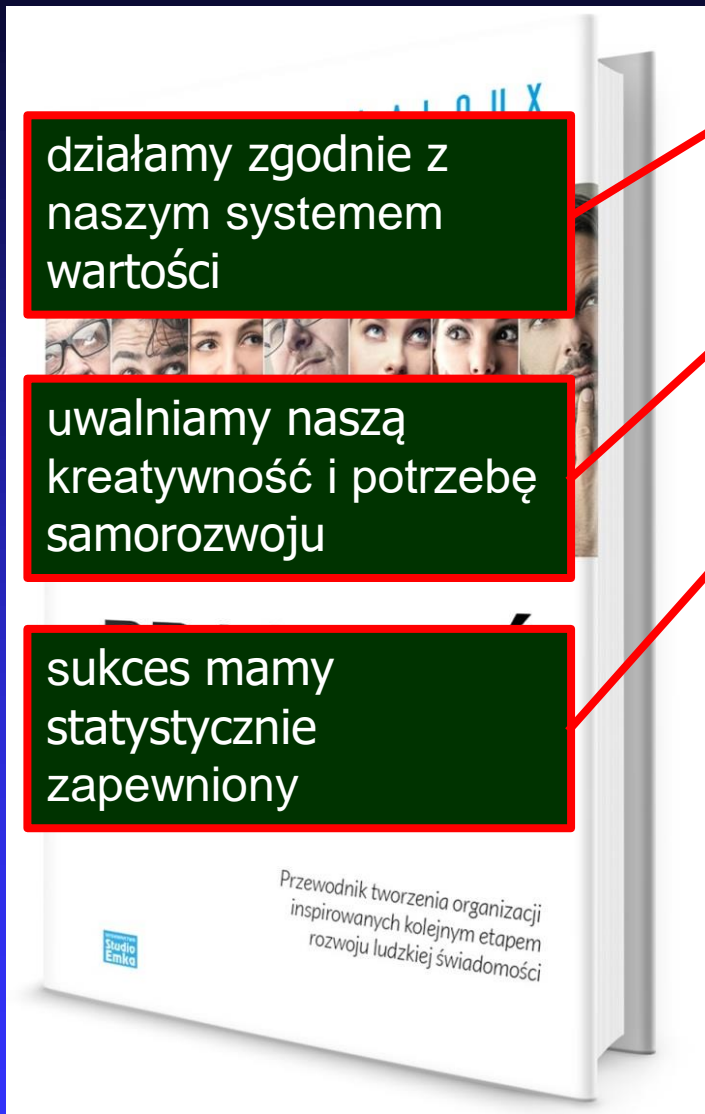 działamy zgodnie z
naszym systemem
wartości
uwalniamy naszą
kreatywność i potrzebę
samorozwoju
sukces mamy
statystycznie
zapewniony
Przewodnik tworzenia organizacji
inspirowanych kolejnym etapem
rozwoju ludzkiej świadomości
Studio
Emka